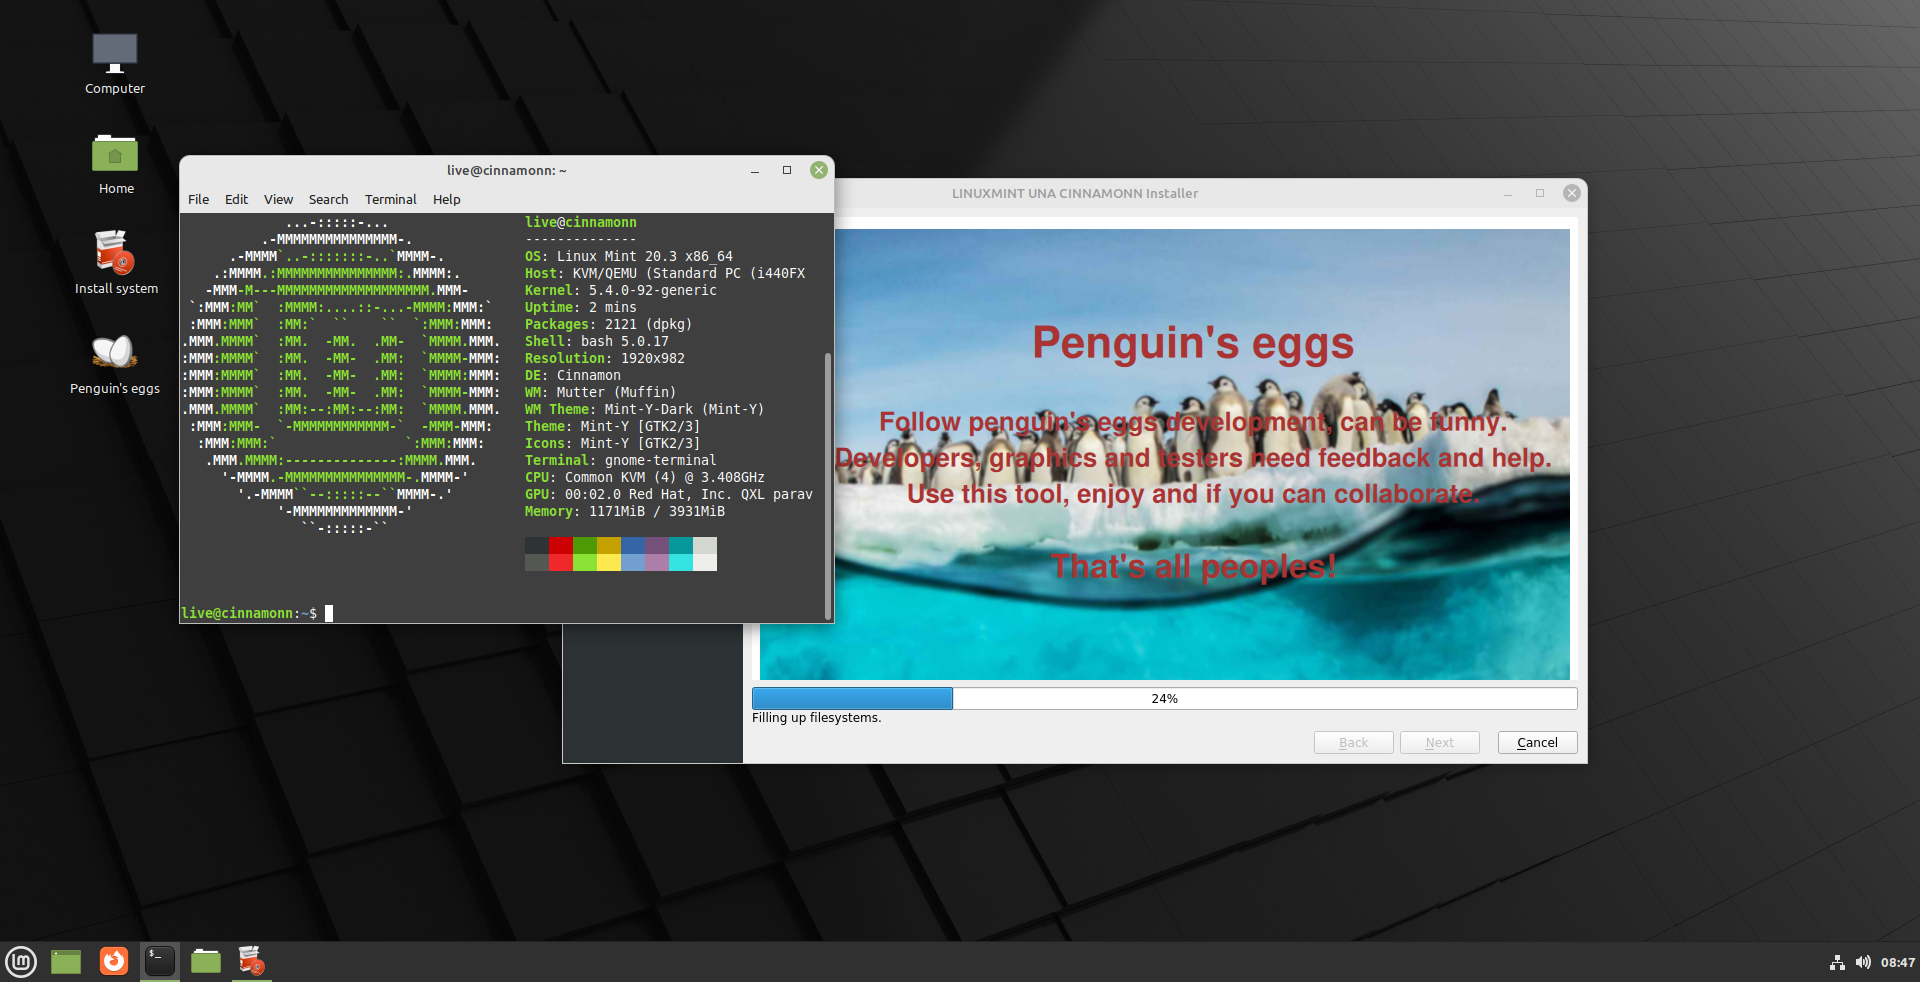 Computer
Home
Install system
Penguin's eggs
live@cinnamonn: ~
File Edit View Search Terminal Help
...-:::::-...
.-MMMMMMMMMMMMMMM-.
.-MMMM`..-:::::::-..`MMMM-.
.:MMMM.:MMMMMMMMMMMMMMM:.MMMM:.
-MMM-M---MMMMMMMMMMMMMMMMMMM.MMM-
`:MMM:MM`  :MMMM:....::-...-MMMM:MMM:`
:MMM:MMM`  :MM:`  ``    ``  `:MMM:MMM:
.MMM.MMMM`  :MM.  -MM.  .MM-  `MMMM.MMM.
:MMM:MMMM`  :MM.  -MM-  .MM:  `MMMM-MMM:
:MMM:MMMM`  :MM.  -MM-  .MM:  `MMMM:MMM:
:MMM:MMMM`  :MM.  -MM-  .MM:  `MMMM-MMM:
.MMM.MMMM`  :MM:--:MM:--:MM:  `MMMM.MMM.
:MMM:MMM-  `-MMMMMMMMMMMM-`  -MMM-MMM:
:MMM:MMM:`                `:MMM:MMM:
.MMM.MMMM:--------------:MMMM.MMM.
'-MMMM.-MMMMMMMMMMMMMMM-.MMMM-'
'.-MMMM``--:::::--``MMMM-.'
'-MMMMMMMMMMMMM-'
``-:::::-``
live@cinnamonn
--------------
OS: Linux Mint 20.3 x86_64
Host: KVM/QEMU (Standard PC (i440FX
Kernel: 5.4.0-92-generic
Uptime: 2 mins
Packages: 2121 (dpkg)
Shell: bash 5.0.17
Resolution: 1920x982
DE: Cinnamon
WM: Mutter (Muffin)
WM Theme: Mint-Y-Dark (Mint-Y)
Theme: Mint-Y [GTK2/3]
Icons: Mint-Y [GTK2/3]
Terminal: gnome-terminal
CPU: Common KVM (4) @ 3.408GHz
GPU: 00:02.0 Red Hat, Inc. QXL parav
Memory: 1171MiB / 3931MiB
live@cinnamonn:~$
LINUXMINT UNA CINNAMONN Installer
Penguin's eggs
Follow penguin's eggs development, can be funny.
Developers, graphics and testers need feedback and help.
Use this tool, enjoy and if you can collaborate.
That's all peoples!
24%
Filling up filesystems.
Back Next Cancel
$_
08:47